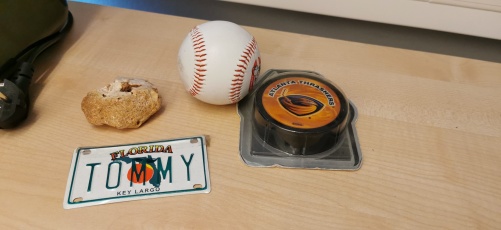 ATLANTA THRASHERS
FLORIDA
TOMMY
KEY LARGO